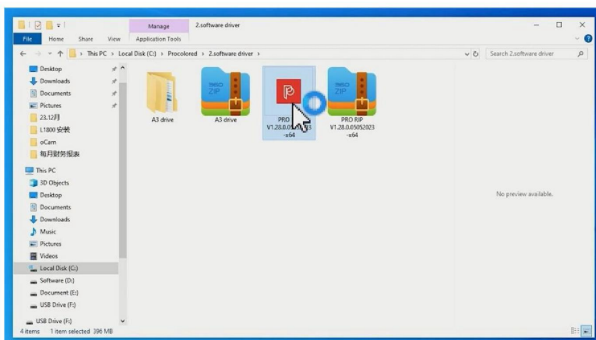 Manage
2.software driver
File
Home
Share
View
Application Tools
This PC › Local Disk (C:) › Procolored › 2.software driver ›
Search 2.software driver
Desktop
Downloads
Documents
Pictures
23.12月
L1800 安装
oCam
每月财务报表
This PC
3D Objects
Desktop
Documents
Downloads
Music
Pictures
Videos
Local Disk (C:)
Software (D:)
Document (E:)
USB Drive (F:)
USB Drive (F:)
A3 drive
ZIP
A3 drive
PRO
V1.28.0.05052023
-x64
ZIP
PRO RIP
V1.28.0.05052023
-x64
No preview available.
4 items
1 item selected 396 MB